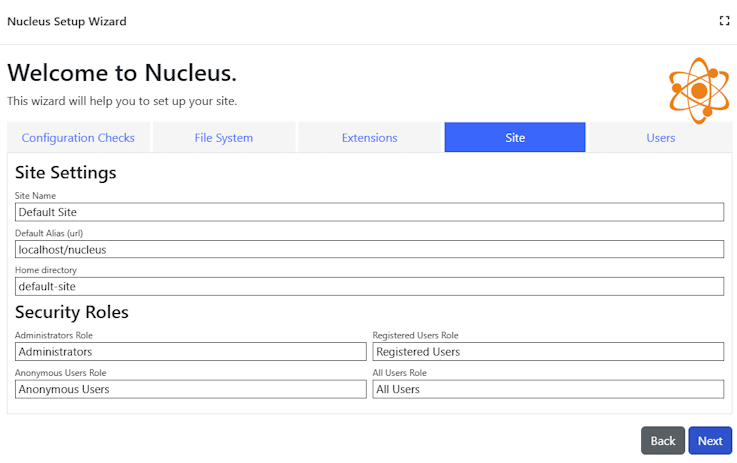 Nucleus Setup Wizard
Welcome to Nucleus.
This wizard will help you to set up your site.
Configuration Checks File System Extensions Site Users
Site Settings
Site Name
Default Site
Default Alias (url)
localhost/nucleus
Home directory
default-site
Security Roles
Administrators Role Registered Users Role
Administrators Registered Users
Anonymous Users Role All Users Role
Anonymous Users All Users
Back Next